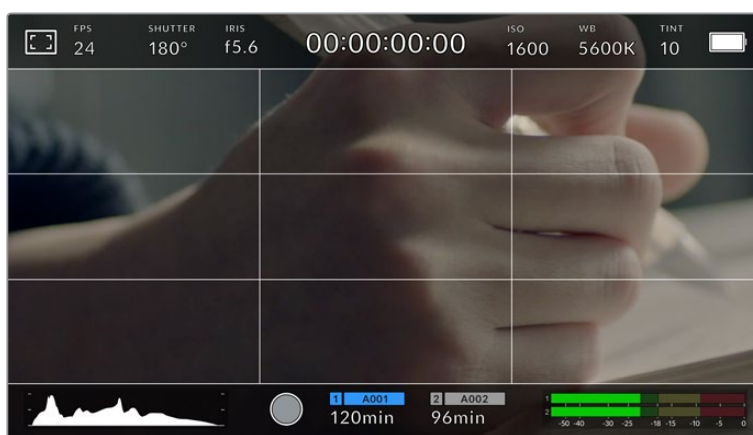 FPS SHUTTER IRIS ISO WB TINT
24 180° f5.6 00:00:00:00 1600 5600K 10
1 A001 2 A002
120min 96min
1
2
-50 -40 -30 -25 -18 -15 -10 -5 0